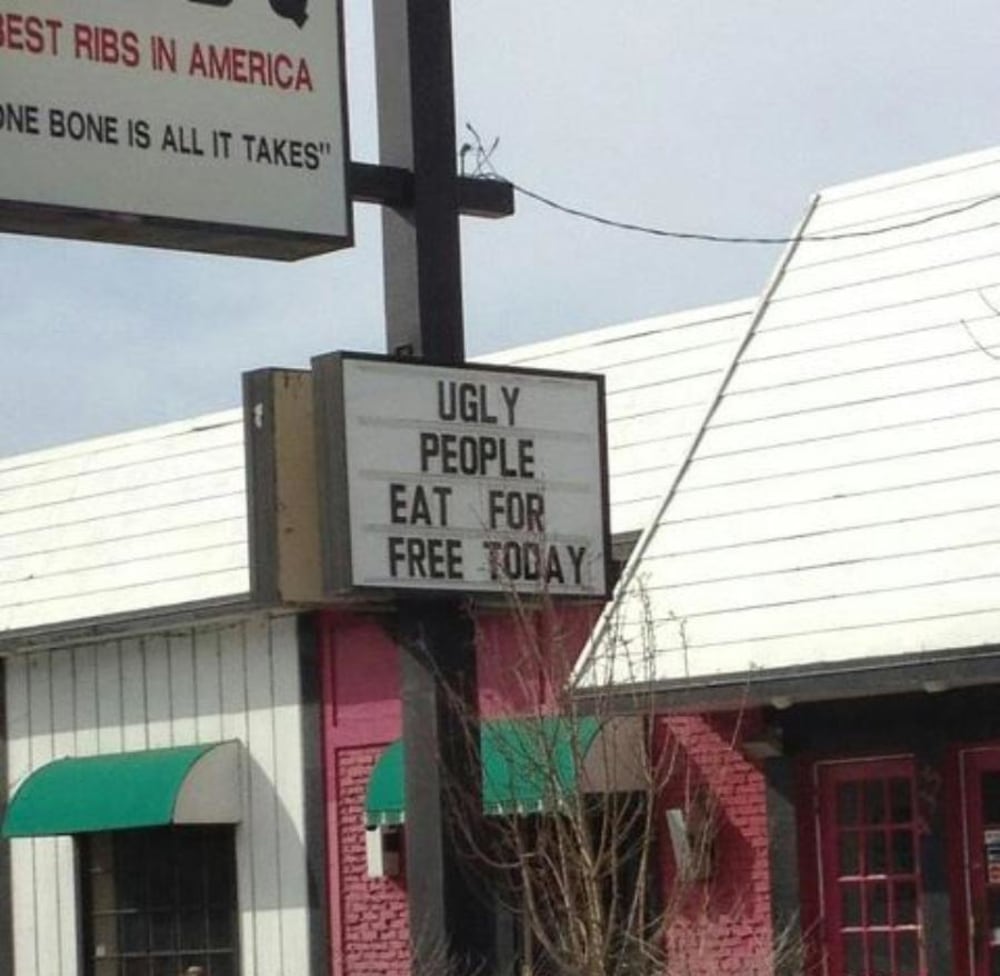 BEST RIBS IN AMERICA
ONE BONE IS ALL IT TAKES"
UGLY
PEOPLE
EAT FOR
FREE TODAY